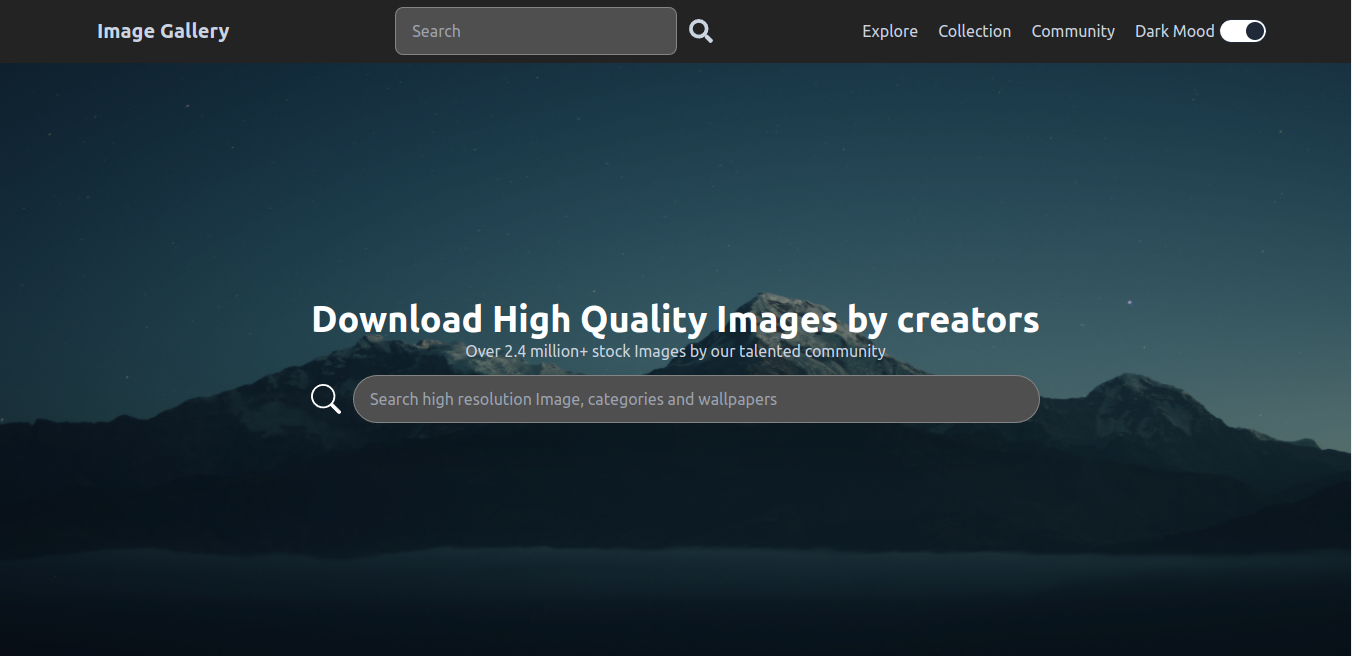 Image Gallery
Search
Explore Collection Community Dark Mood
Download High Quality Images by creators
Over 2.4 million+ stock Images by our talented community
Search high resolution Image, categories and wallpapers